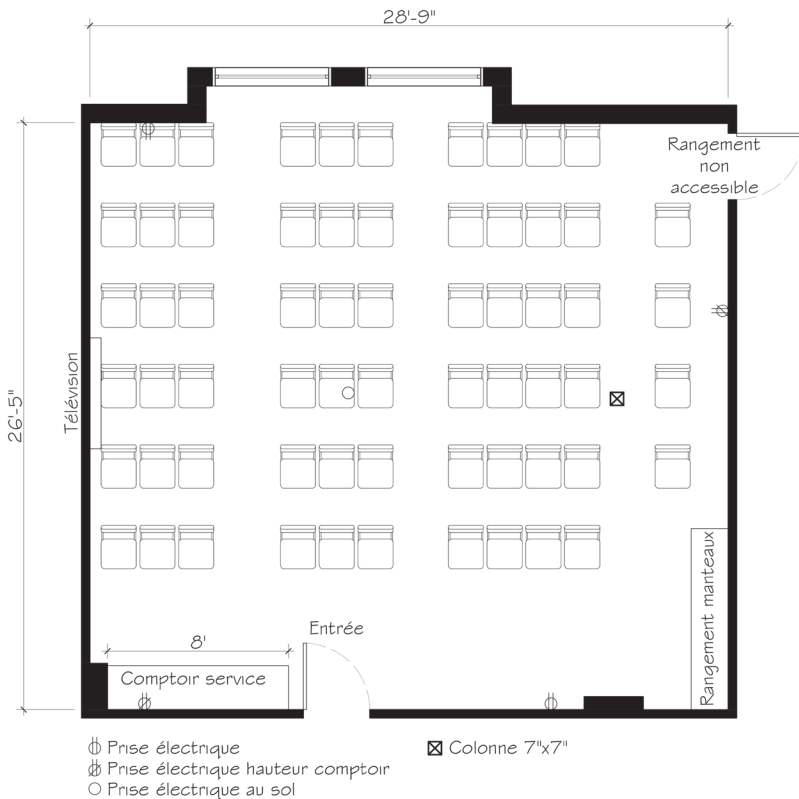 28'-9"
Rangement
non
accessible
Télévision
26'-5"
Rangement manteaux
8'
Entrée
Comptoir service
Prise électrique
Colonne 7"x7"
Prise électrique hauteur comptoir
Prise électrique au sol